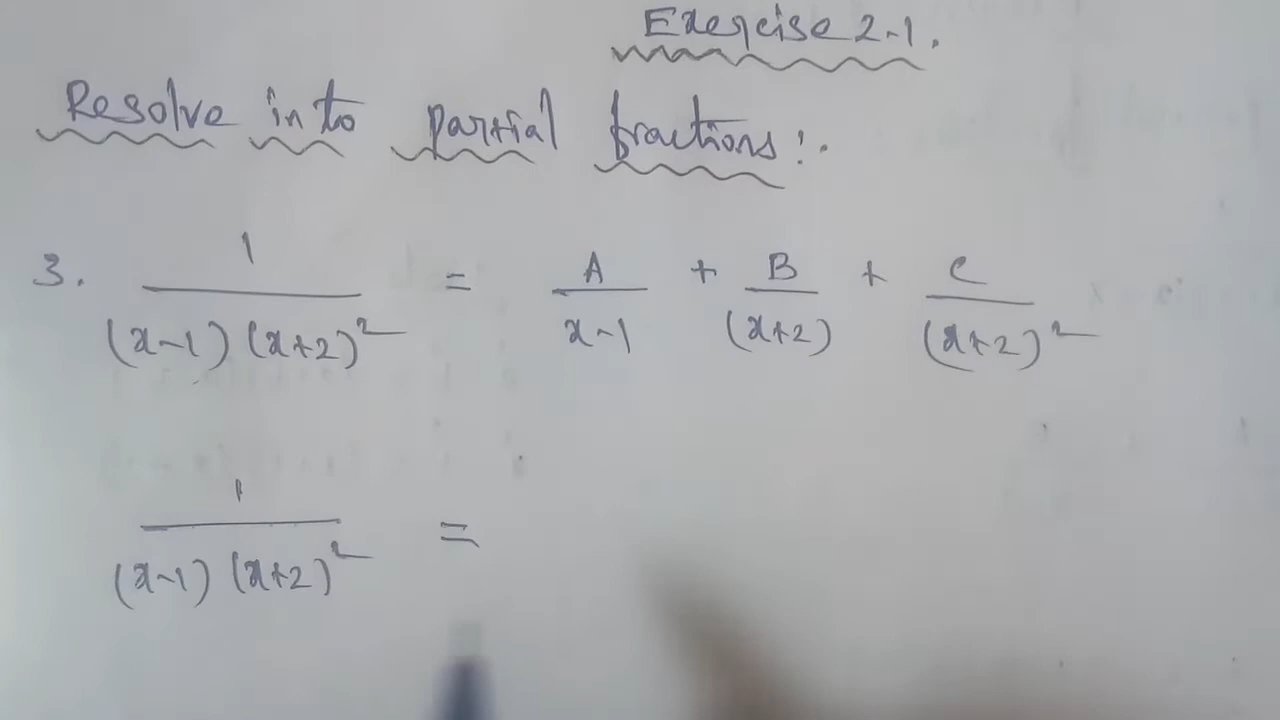 Exercise 2.1.
Resolve into partial fractions:.
3. 1/((x-1)(x+2)²) = A/(x-1) + B/((x+2)) + C/((x+2)²)
1/((x-1)(x+2)²) =